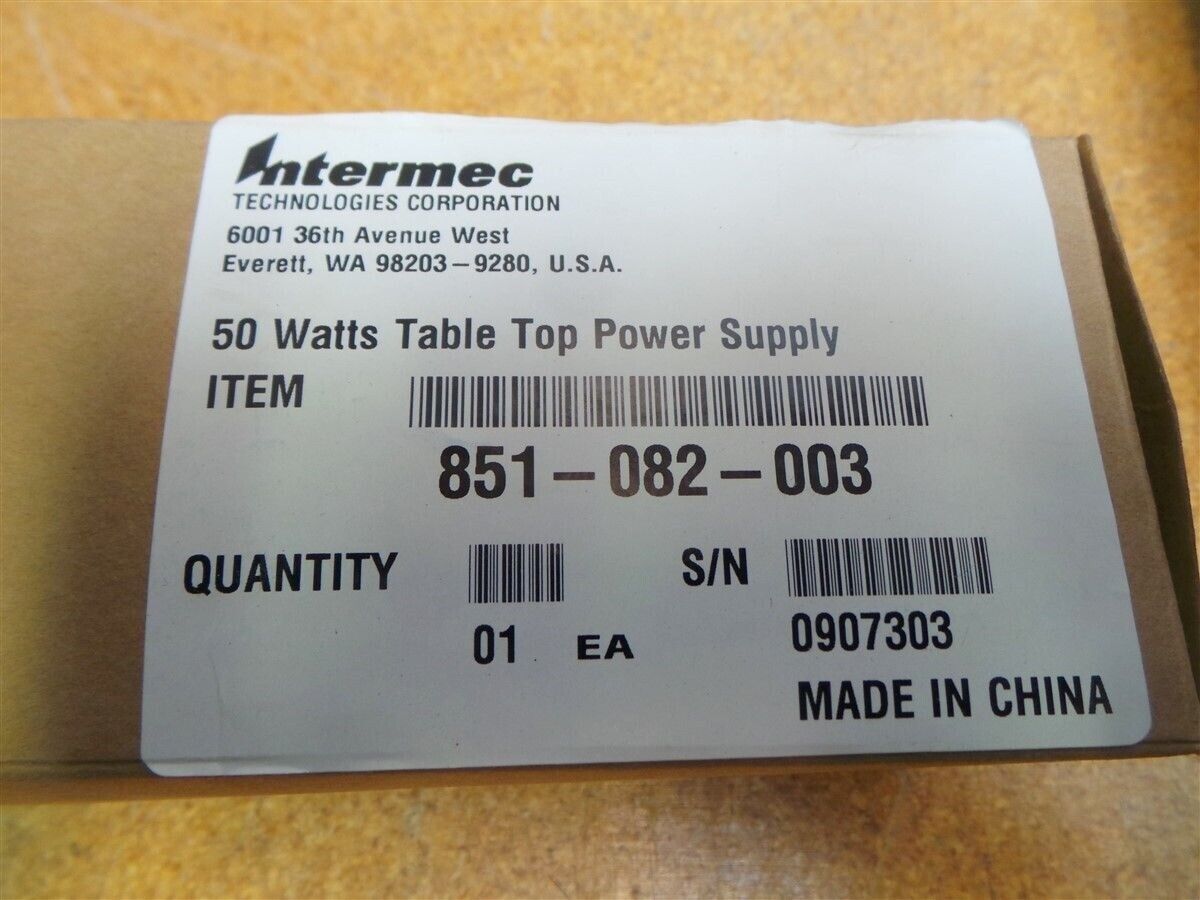 Intermec
TECHNOLOGIES CORPORATION
6001 36th Avenue West
Everett, WA 98203-9280, U.S.A.
50 Watts Table Top Power Supply
ITEM
851-082-003
QUANTITY
01 EA
S/N
0907303
MADE IN CHINA